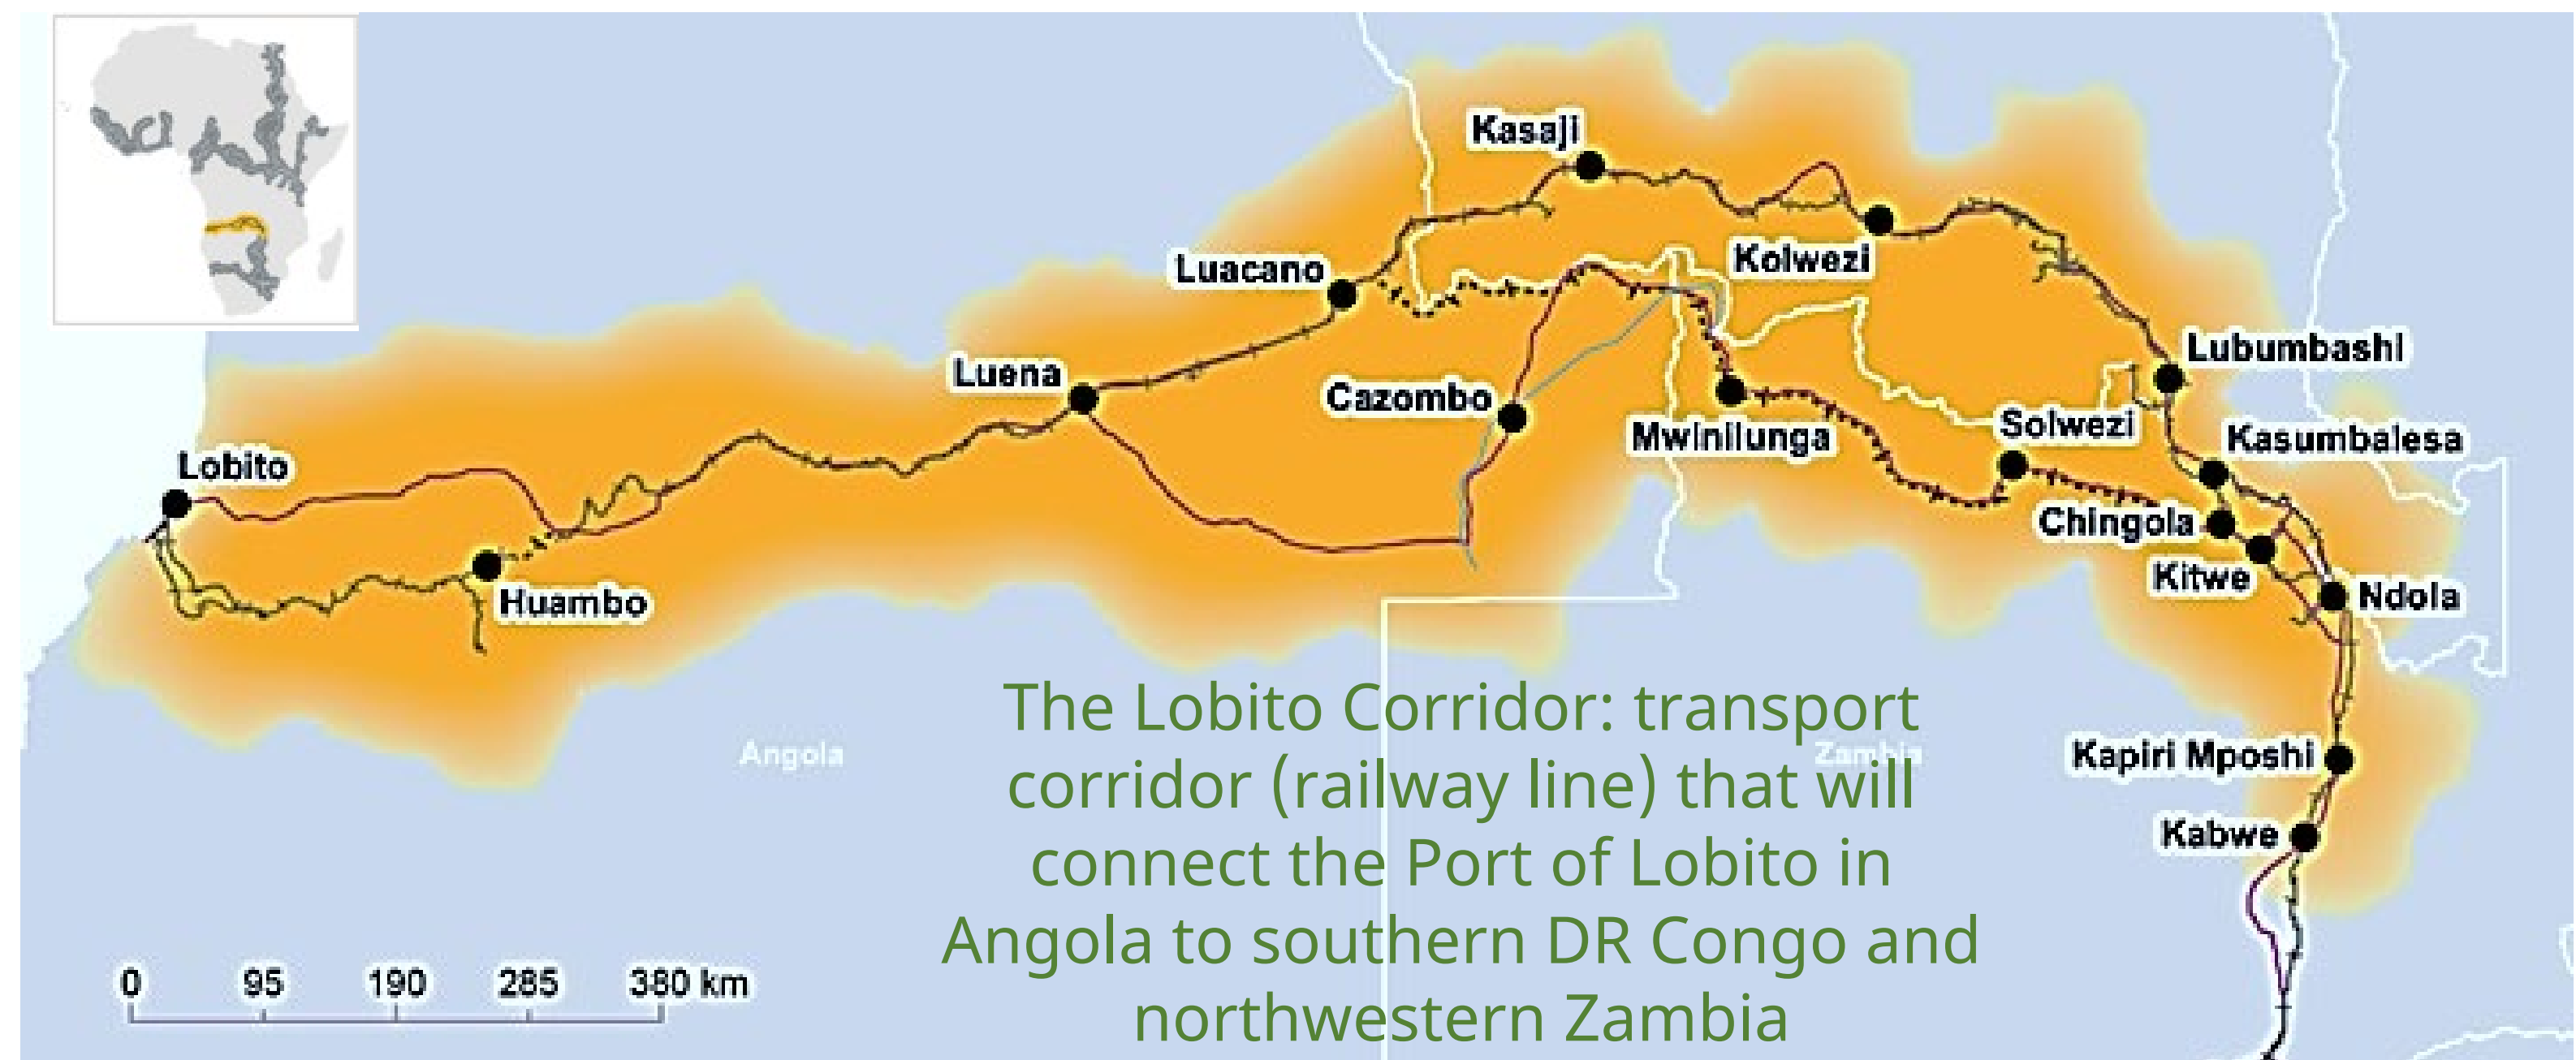 Kasaji
Kolwezi
Luacano
Luena
Cazombo
Mwinilunga
Lubumbashi
Solwezi
Kasumbalesa
Lobito
Chingola
Kitwe
Ndola
Huambo
Angola
Zambia
Kapiri Mposhi
Kabwe
The Lobito Corridor: transport
corridor (railway line) that will
connect the Port of Lobito in
Angola to southern DR Congo and
northwestern Zambia
0 95 190 285 380 km